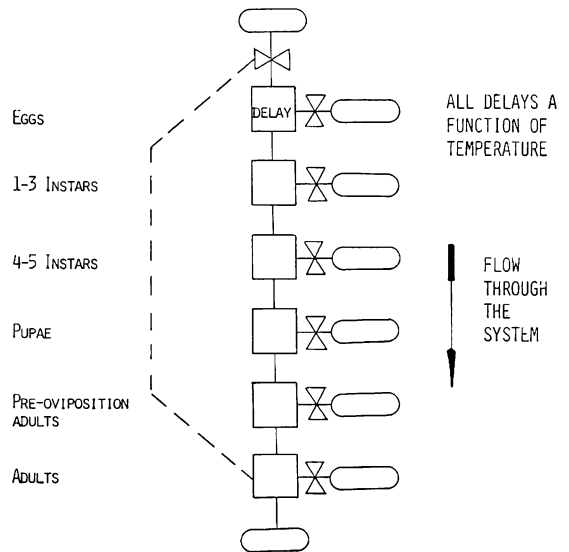 EGGS
DELAY
ALL DELAYS A
FUNCTION OF
TEMPERATURE
1-3 INSTARS
4-5 INSTARS
FLOW
THROUGH
THE
SYSTEM
PUPAE
PRE-OVIPOSITION
ADULTS
ADULTS